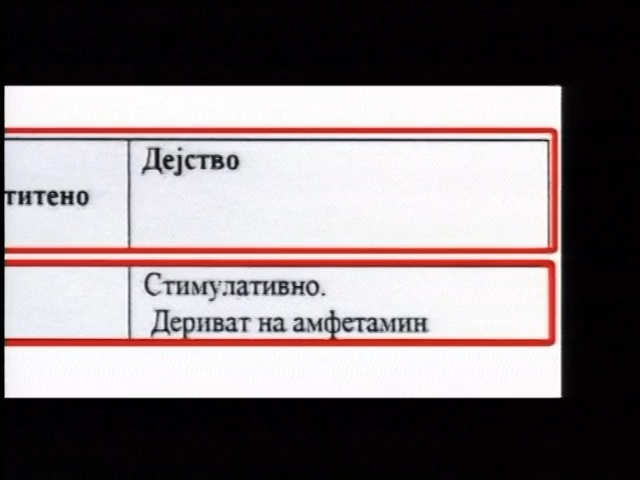 Дејство
титено
Стимулативно.
Дериват на амфетамин